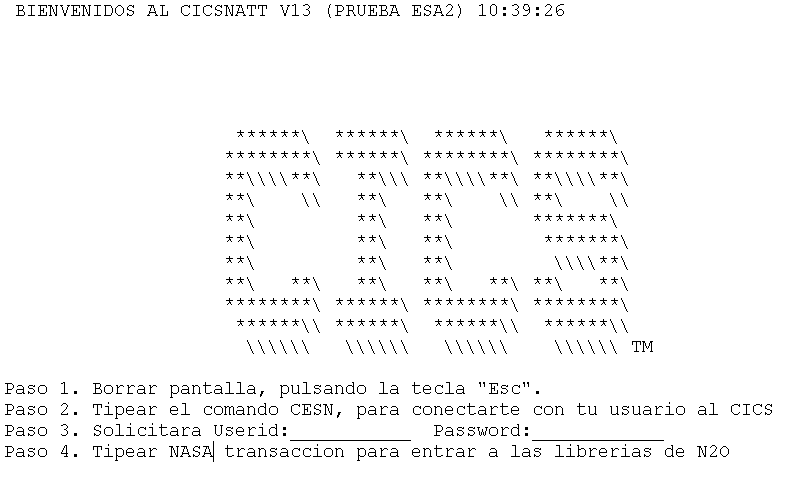 BIENVENIDOS AL CICSNATT V13 (PRUEBA ESA2) 10:39:26
******\  ******\  ******\   ******\
********\ ******\ ********\ ********\
**\\\\**\   **\\\ **\\\\**\ **\\\\**\
**\    \\   **\   **\    \\ **\    \\
**\         **\   **\       *******\
**\         **\   **\        *******\
**\         **\   **\         \\\\**\
**\   **\   **\   **\   **\ **\   **\
********\ ******\ ********\ ********\
******\\ ******\  ******\\  ******\\
\\\\\\   \\\\\\   \\\\\\    \\\\\\ TM
Paso 1. Borrar pantalla, pulsando la tecla "Esc".
Paso 2. Tipear el comando CESN, para conectarte con tu usuario al CICS
Paso 3. Solicitara Userid:___________  Password:____________
Paso 4. Tipear NASA transaccion para entrar a las librerias de N2O